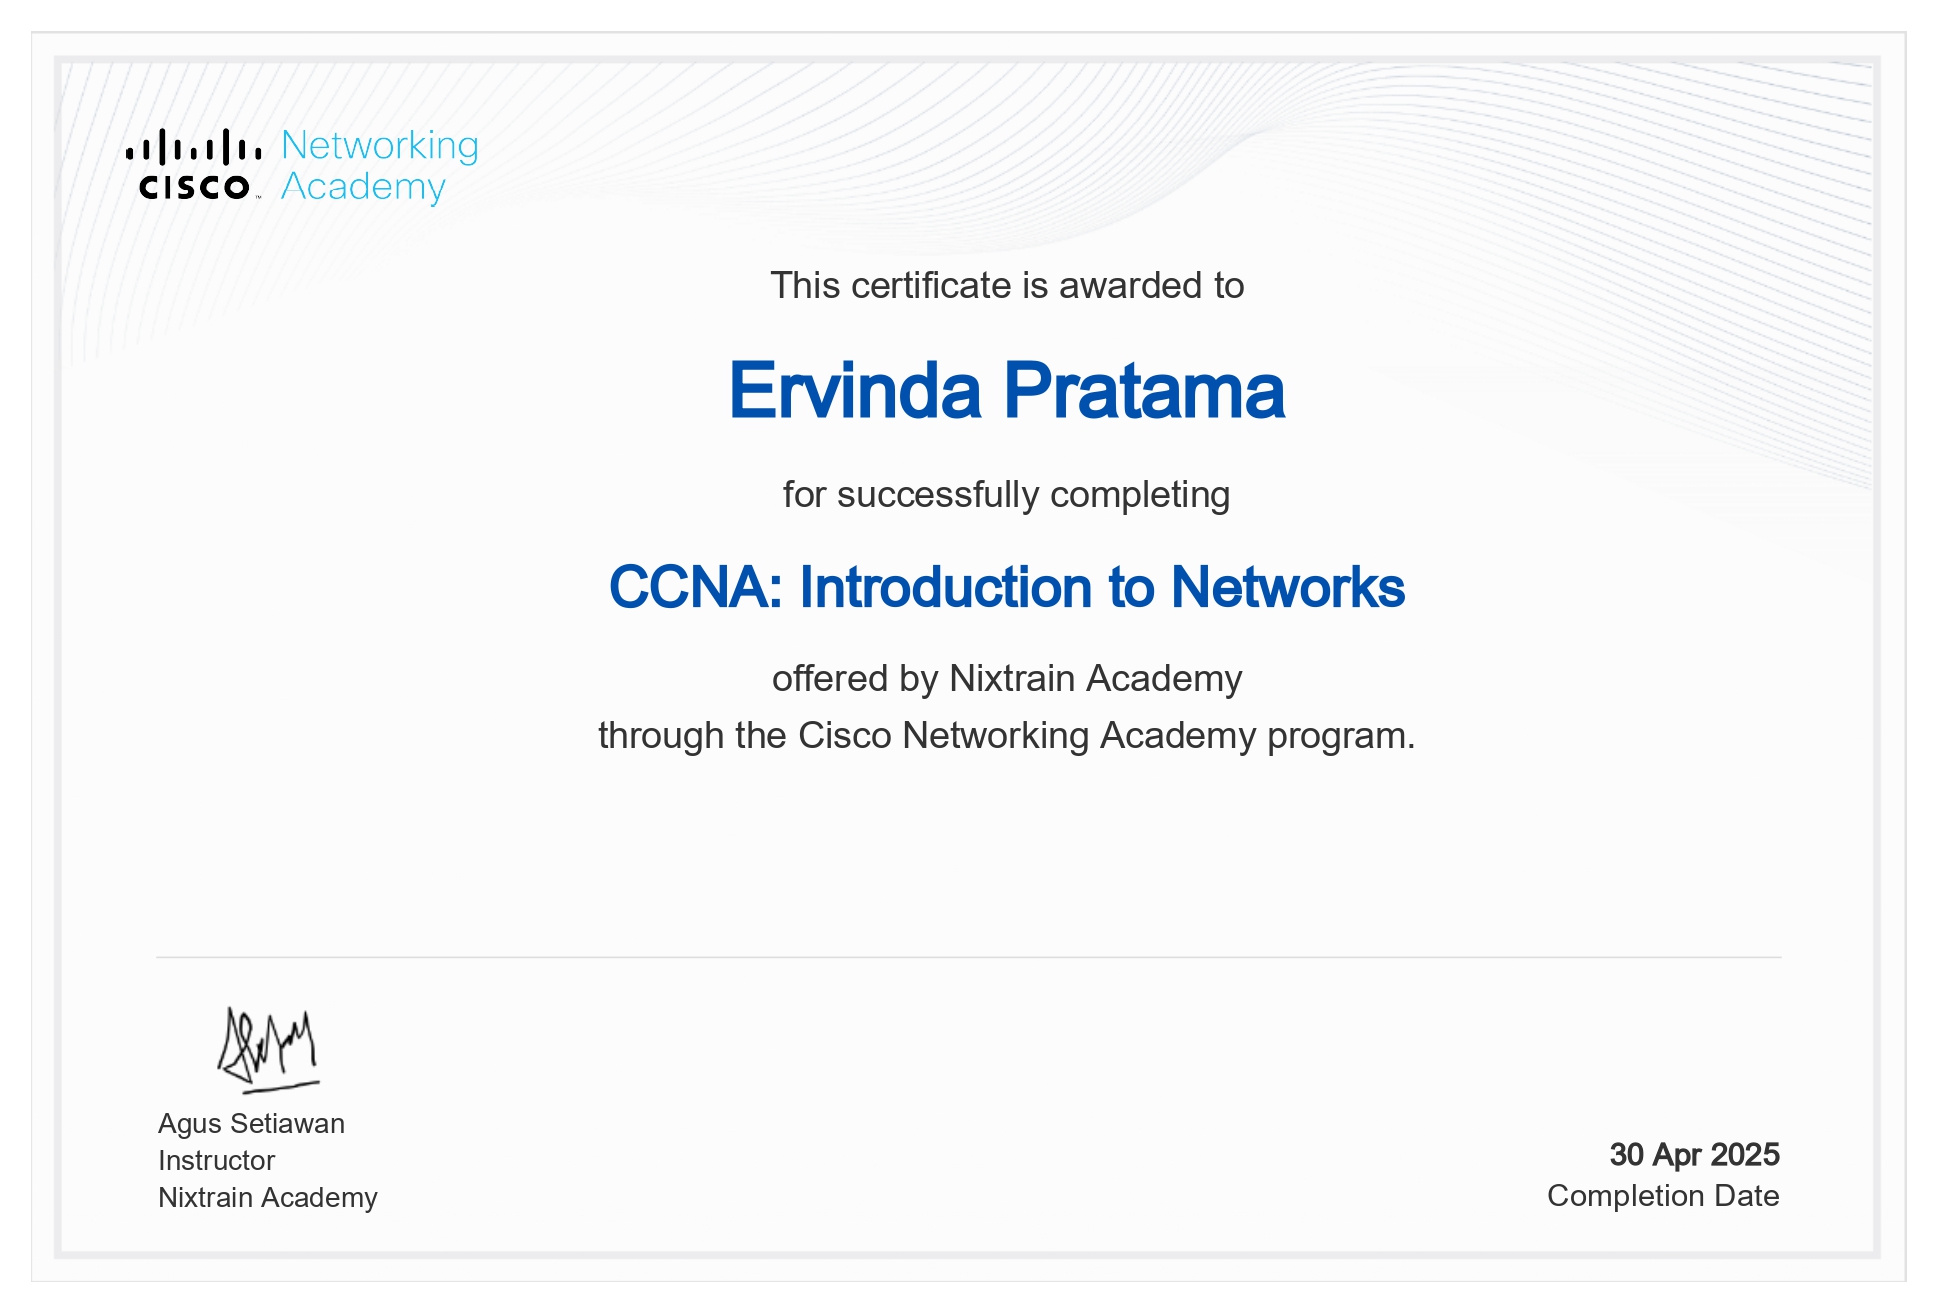 Networking
CISCO™ Academy
This certificate is awarded to
Ervinda Pratama
for successfully completing
CCNA: Introduction to Networks
offered by Nixtrain Academy
through the Cisco Networking Academy program.
Agus Setiawan
Instructor
Nixtrain Academy
30 Apr 2025
Completion Date